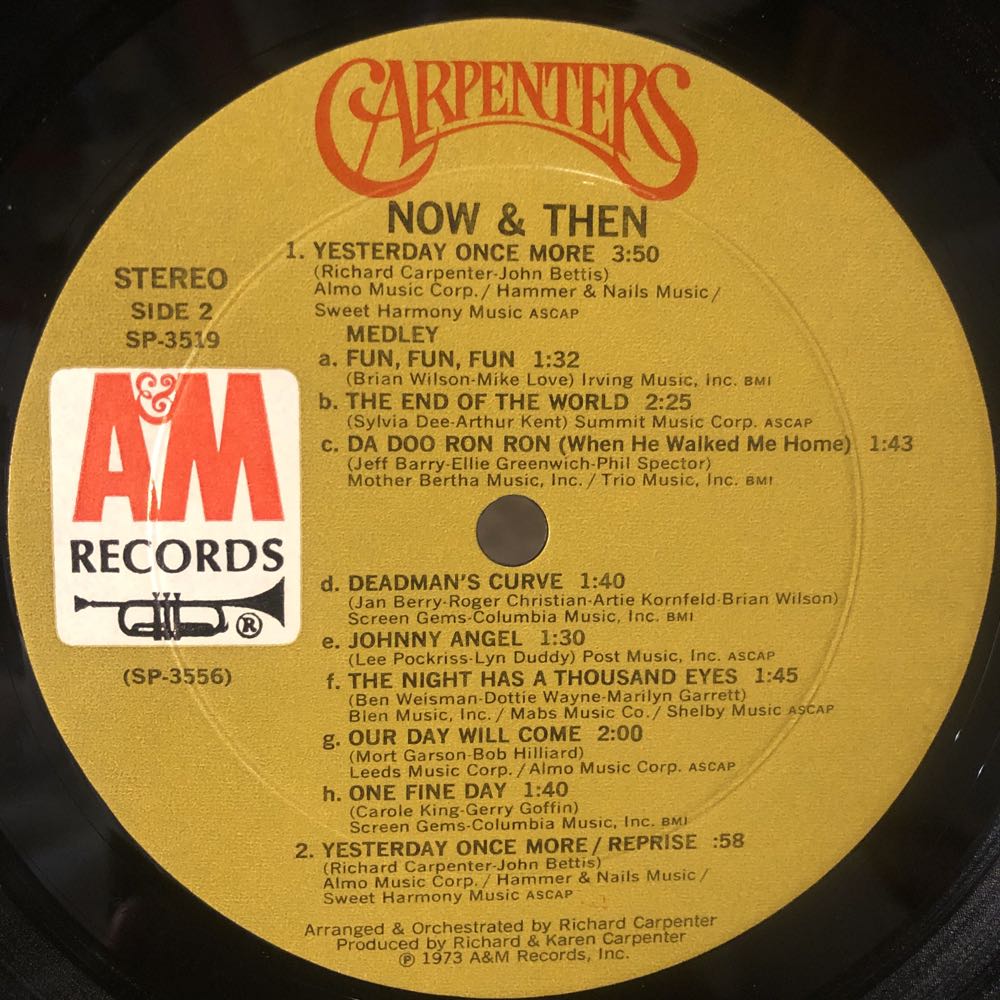 CARPENTERS
NOW & THEN
STEREO
SIDE 2
SP-3519
A&M
RECORDS
®
(SP-3556)
1. YESTERDAY ONCE MORE 3:50
(Richard Carpenter-John Bettis)
Almo Music Corp./Hammer & Nails Music/
Sweet Harmony Music ASCAP
MEDLEY
a. FUN, FUN, FUN 1:32
(Brian Wilson-Mike Love) Irving Music, Inc. BMI
b. THE END OF THE WORLD 2:25
(Sylvia Dee-Arthur Kent) Summit Music Corp. ASCAP
c. DA DOO RON RON (When He Walked Me Home) 1:43
(Jeff Barry-Ellie Greenwich-Phil Spector)
Mother Bertha Music, Inc./Trio Music, Inc. BMI
d. DEADMAN'S CURVE 1:40
(Jan Berry-Roger Christian-Artie Kornfeld-Brian Wilson)
Screen Gems-Columbia Music, Inc. BMI
e. JOHNNY ANGEL 1:30
(Lee Pockriss-Lyn Duddy) Post Music, Inc. ASCAP
f. THE NIGHT HAS A THOUSAND EYES 1:45
(Ben Weisman-Dottie Wayne-Marilyn Garrett)
Blen Music, Inc./Mabs Music Co./Shelby Music ASCAP
g. OUR DAY WILL COME 2:00
(Mort Garson-Bob Hilliard)
Leeds Music Corp./Almo Music Corp. ASCAP
h. ONE FINE DAY 1:40
(Carole King-Gerry Goffin)
Screen Gems-Columbia Music, Inc. BMI
2. YESTERDAY ONCE MORE/REPRISE :58
(Richard Carpenter-John Bettis)
Almo Music Corp./Hammer & Nails Music/
Sweet Harmony Music ASCAP
Arranged & Orchestrated by Richard Carpenter
Produced by Richard & Karen Carpenter
℗ 1973 A&M Records, Inc.